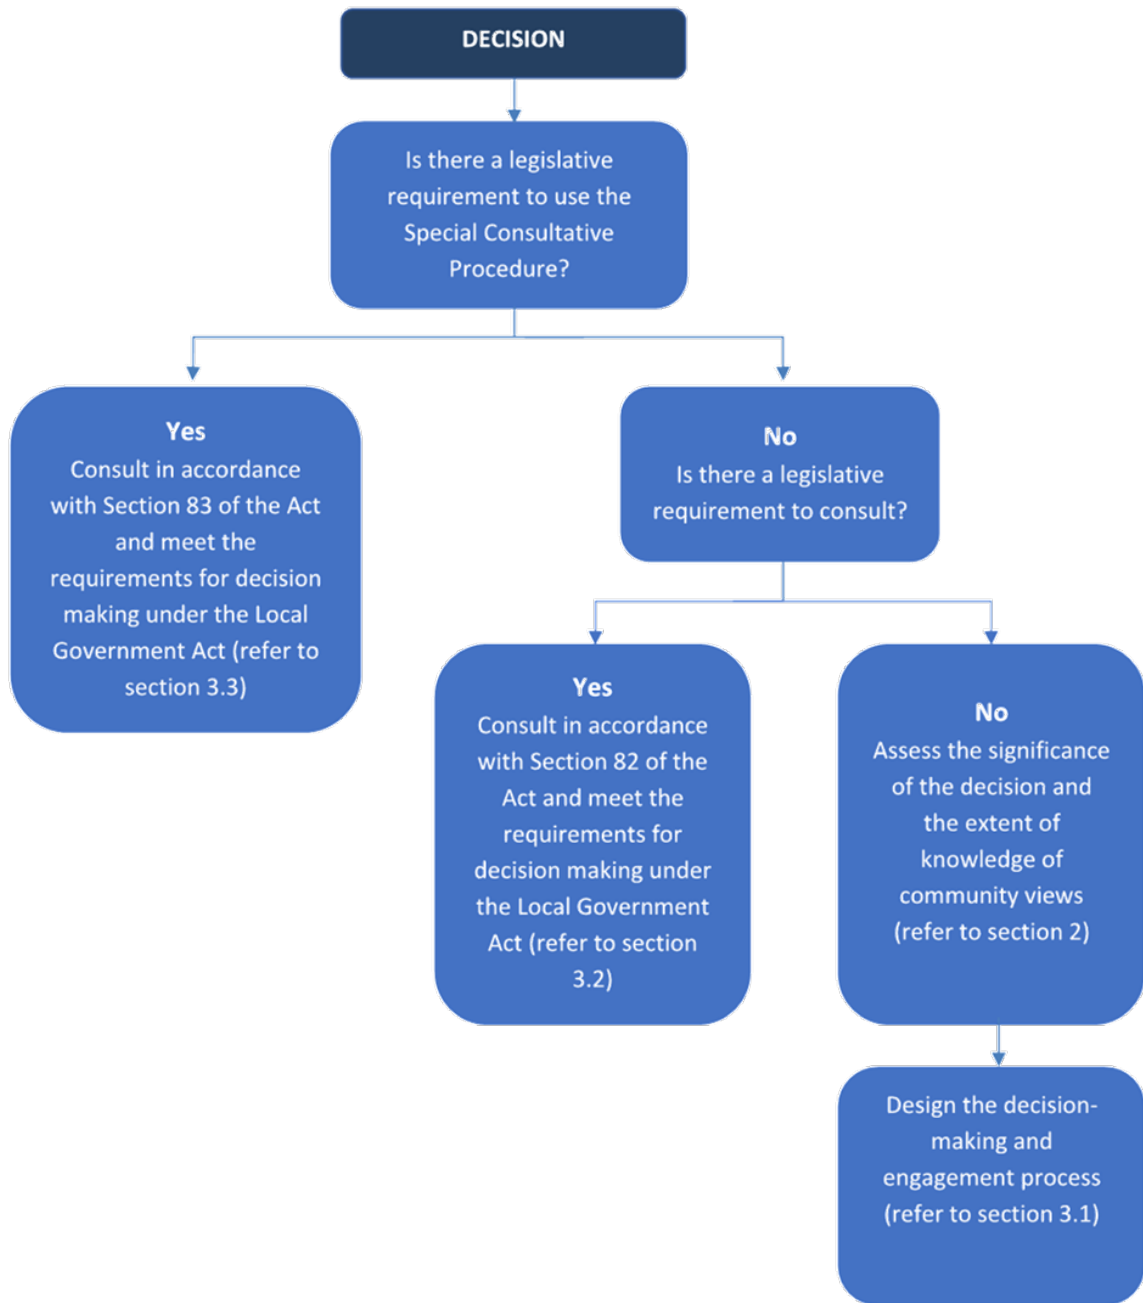 DECISION
Is there a legislative
requirement to use the
Special Consultative
Procedure?
Yes
Consult in accordance
with Section 83 of the Act
and meet the
requirements for decision
making under the Local
Government Act (refer to
section 3.3)
No
Is there a legislative
requirement to consult?
Yes
Consult in accordance
with Section 82 of the
Act and meet the
requirements for
decision making under
the Local Government
Act (refer to section
3.2)
No
Assess the significance
of the decision and
the extent of
knowledge of
community views
(refer to section 2)
Design the decision-
making and
engagement process
(refer to section 3.1)